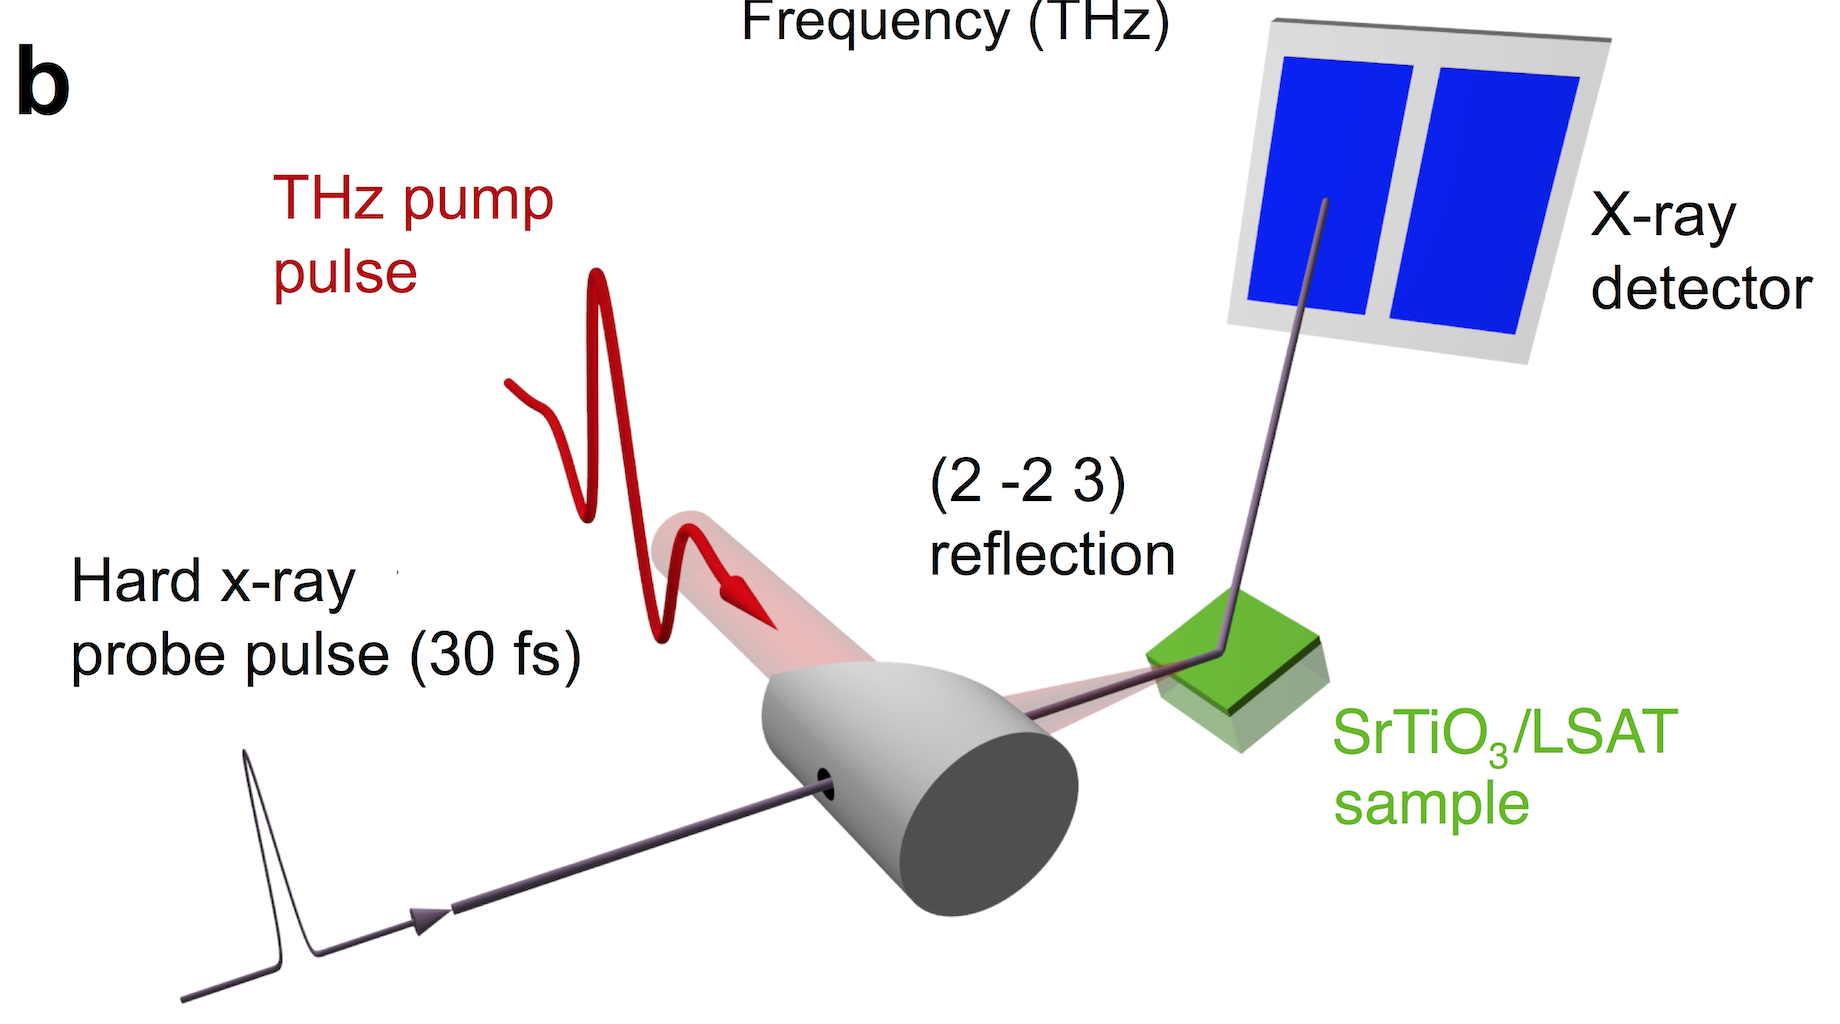 Frequency (THz)
b
THz pump
pulse
X-ray
detector
(2 -2 3)
reflection
Hard x-ray
probe pulse (30 fs)
SrTiO₃/LSAT
sample